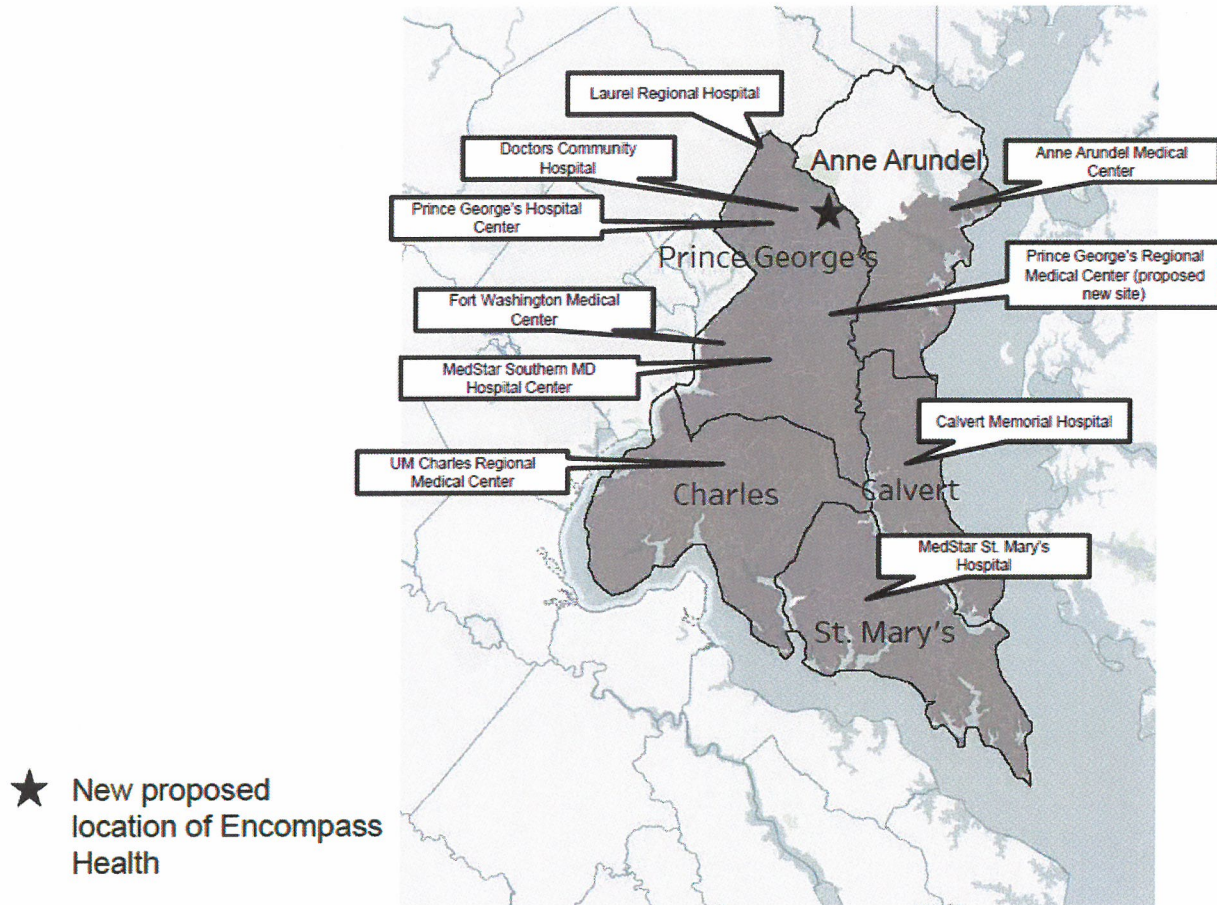 Laurel Regional Hospital
Doctors Community
Hospital
Anne Arundel
Anne Arundel Medical
Center
Prince George's Hospital
Center
Prince George's
Prince George's Regional
Medical Center (proposed
new site)
Fort Washington Medical
Center
MedStar Southern MD
Hospital Center
Calvert Memorial Hospital
UM Charles Regional
Medical Center
Charles
Calvert
MedStar St. Mary's
Hospital
St. Mary's
New proposed
location of Encompass
Health